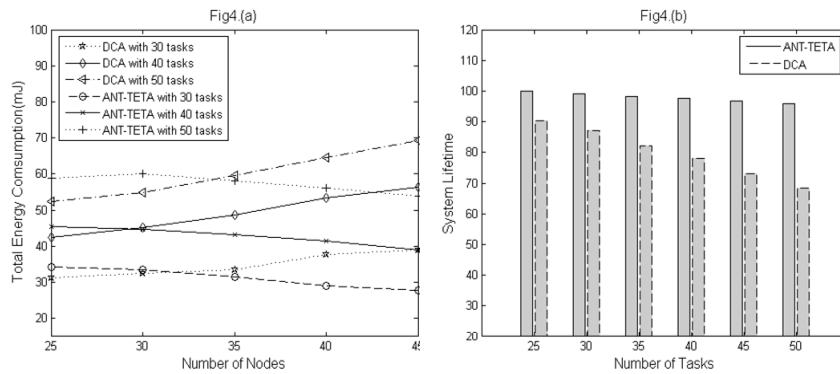 Fig4.(a)
100
90
80
70
60
50
40
30
20
25
30
35
40
45
Total Energy Comsumption(mJ)
Number of Nodes
DCA with 30 tasks
DCA with 40 tasks
DCA with 50 tasks
ANT-TETA with 30 tasks
ANT-TETA with 40 tasks
ANT-TETA with 50 tasks
Fig4.(b)
120
110
100
90
80
70
60
50
40
30
20
25
30
35
40
45
50
System Lifetime
Number of Tasks
ANT-TETA
DCA